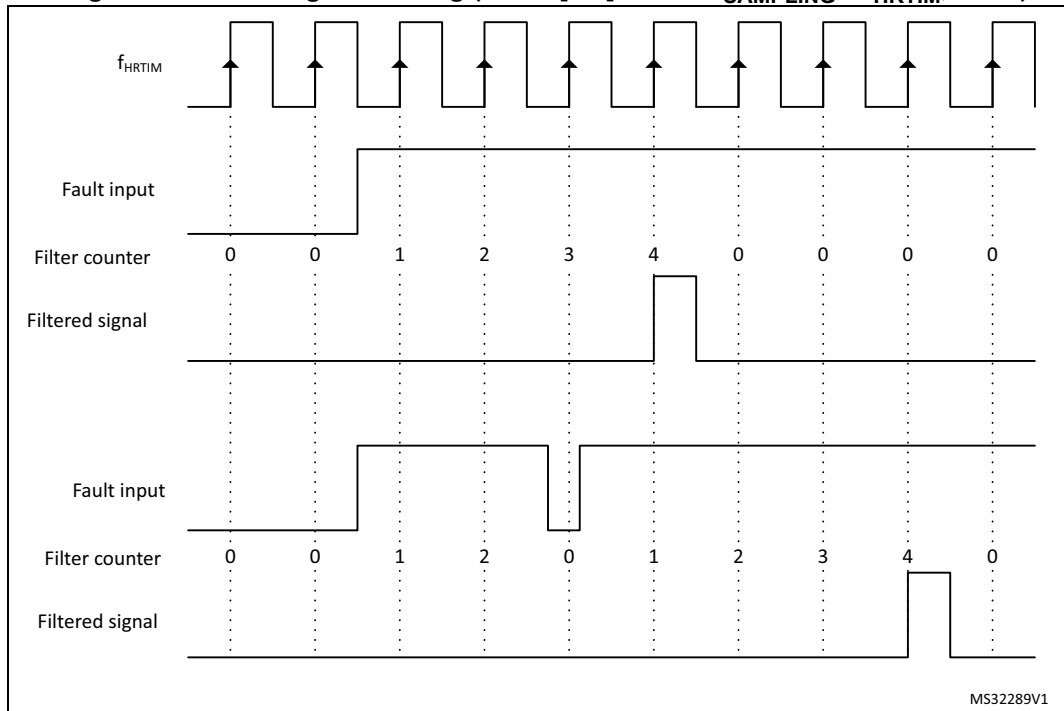 fHRTIM
Fault input
Filter counter 0 0 1 2 3 4 0 0 0 0
Filtered signal
Fault input
Filter counter 0 0 1 2 0 1 2 3 4 0
Filtered signal
MS32289V1